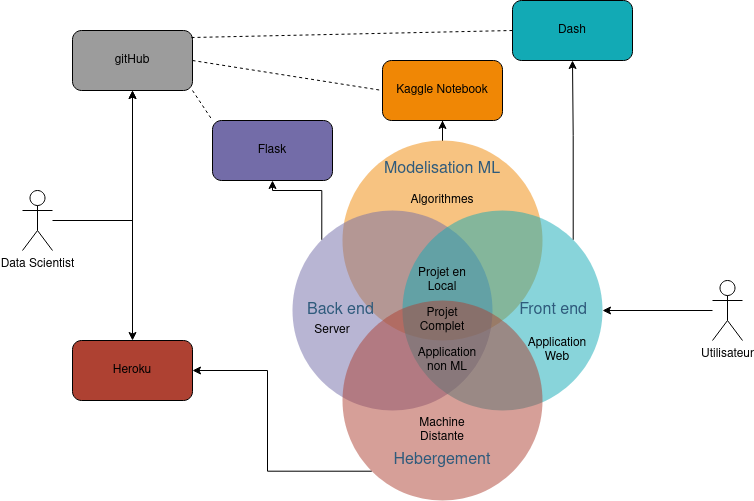 Dash
gitHub
Kaggle Notebook
Flask
Modelisation ML
Algorithmes
Data Scientist
Projet en
Local
Back end
Server
Projet
Complet
Front end
Application
Web
Utilisateur
Application
non ML
Heroku
Machine
Distante
Hebergement